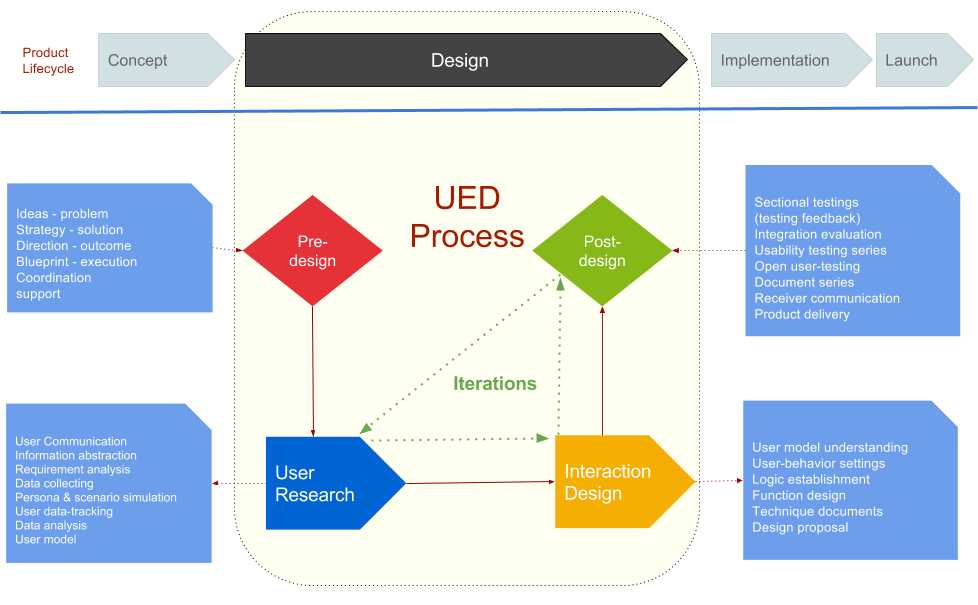 Product
Lifecycle
Concept
Design
Implementation
Launch
UED
Process
Ideas - problem
Strategy - solution
Direction - outcome
Blueprint - execution
Coordination
support
Pre-
design
Post-
design
Sectional testings
(testing feedback)
Integration evaluation
Usability testing series
Open user-testing
Document series
Receiver communication
Product delivery
Iterations
User Communication
Information abstraction
Requirement analysis
Data collecting
Persona & scenario simulation
User data-tracking
Data analysis
User model
User
Research
Interaction
Design
User model understanding
User-behavior settings
Logic establishment
Function design
Technique documents
Design proposal